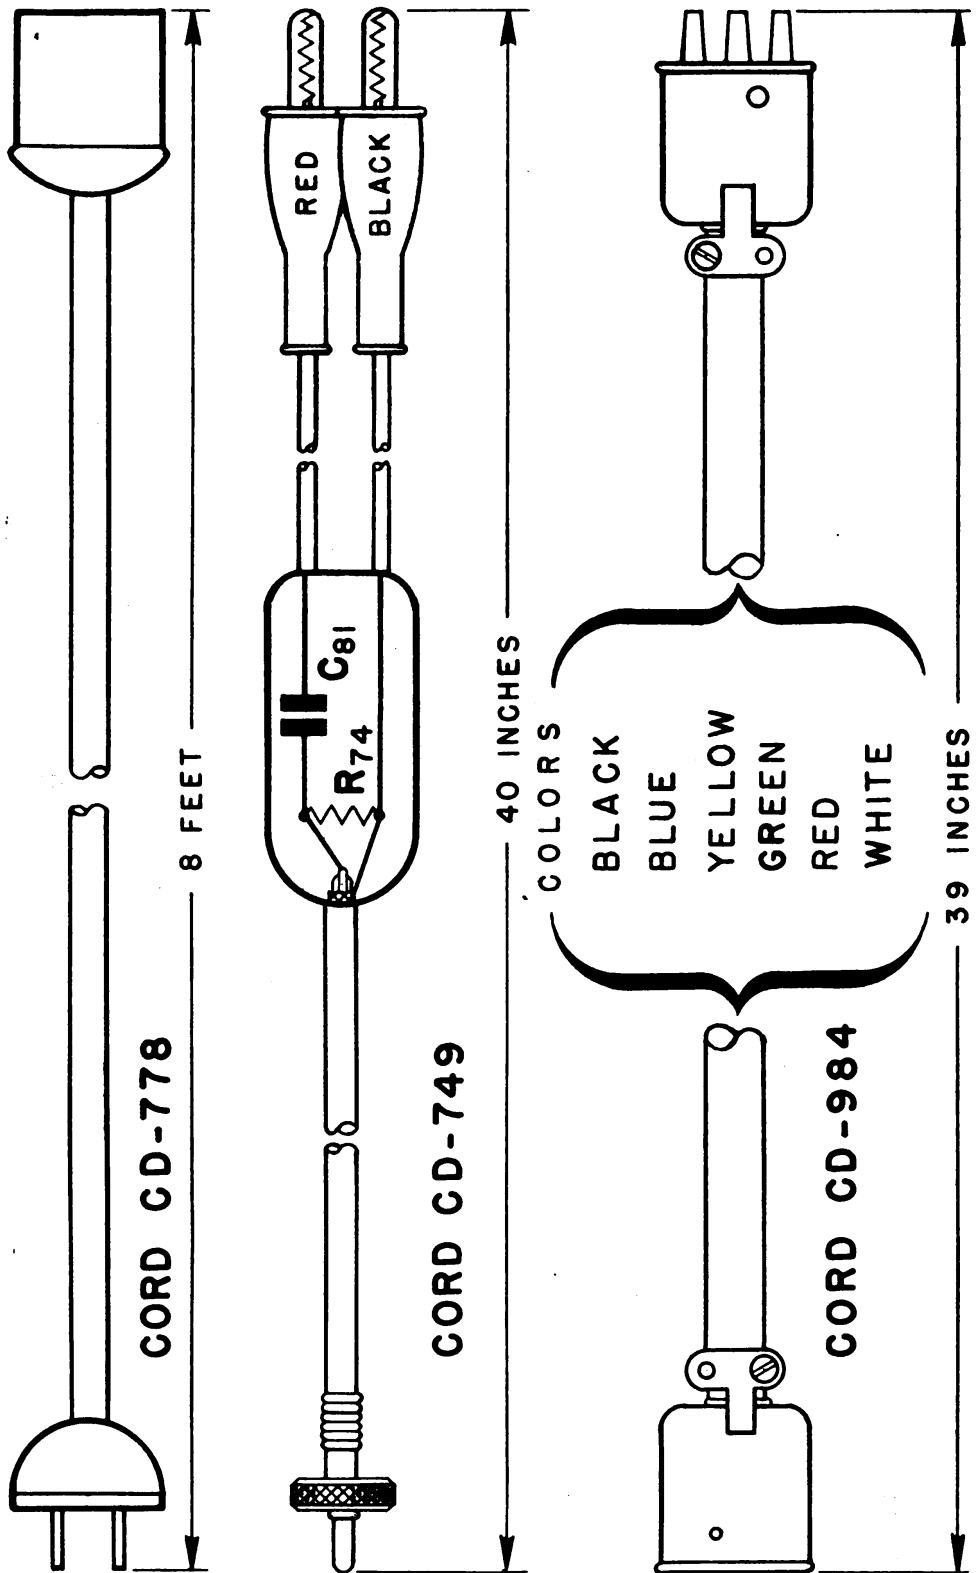 8 FEET
CORD CD-778
RED
BLACK
C81
R74
40 INCHES
CORD CD-749
COLORS
BLACK
BLUE
YELLOW
GREEN
RED
WHITE
39 INCHES
CORD CD-984